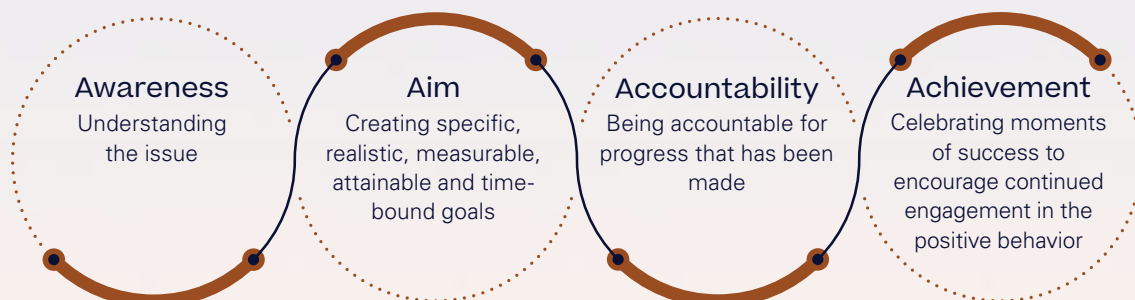 Awareness
Understanding
the issue
Aim
Creating specific,
realistic, measurable,
attainable and time-
bound goals
Accountability
Being accountable for
progress that has been
made
Achievement
Celebrating moments
of success to
encourage continued
engagement in the
positive behavior